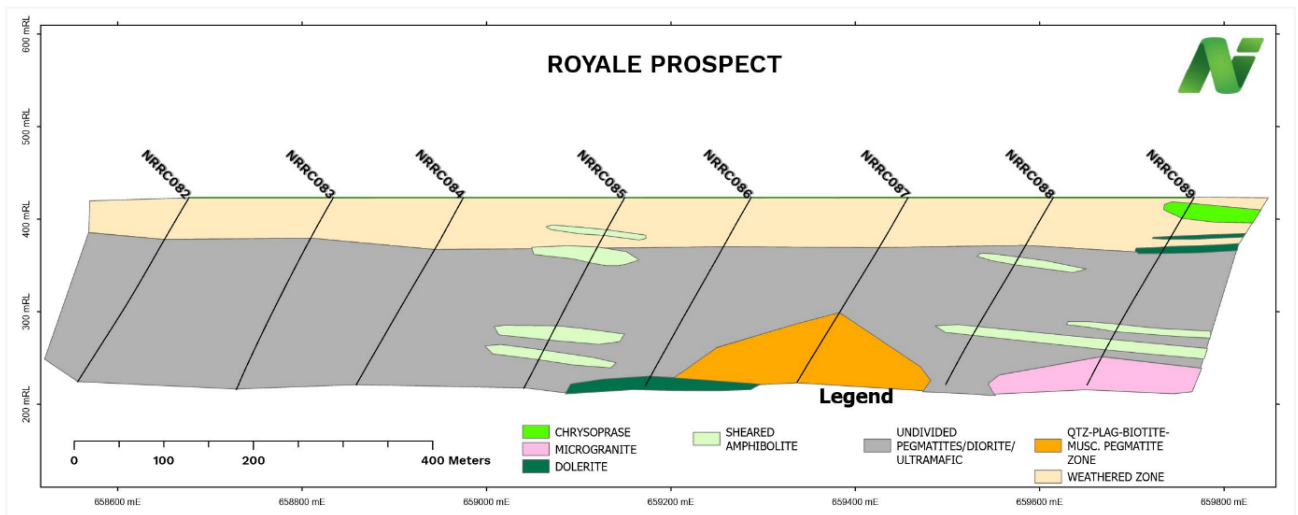 ROYALE PROSPECT
600 mRL
500 mRL
400 mRL
300 mRL
200 mRL
NRRC082
NRRC083
NRRC084
NRRC085
NRRC086
NRRC087
NRRC088
NRRC089
Legend
CHRYSOPRASE
MICROGRANITE
DOLERITE
SHEARED
AMPHIBOLITE
UNDIVIDED
PEGMATITES/DIORITE/
ULTRAMAFIC
QTZ-PLAG-BIOTITE-
MUSC. PEGMATITE
ZONE
WEATHERED ZONE
0 100 200 400 Meters
658600 mE 658800 mE 659000 mE 659200 mE 659400 mE 659600 mE 659800 mE